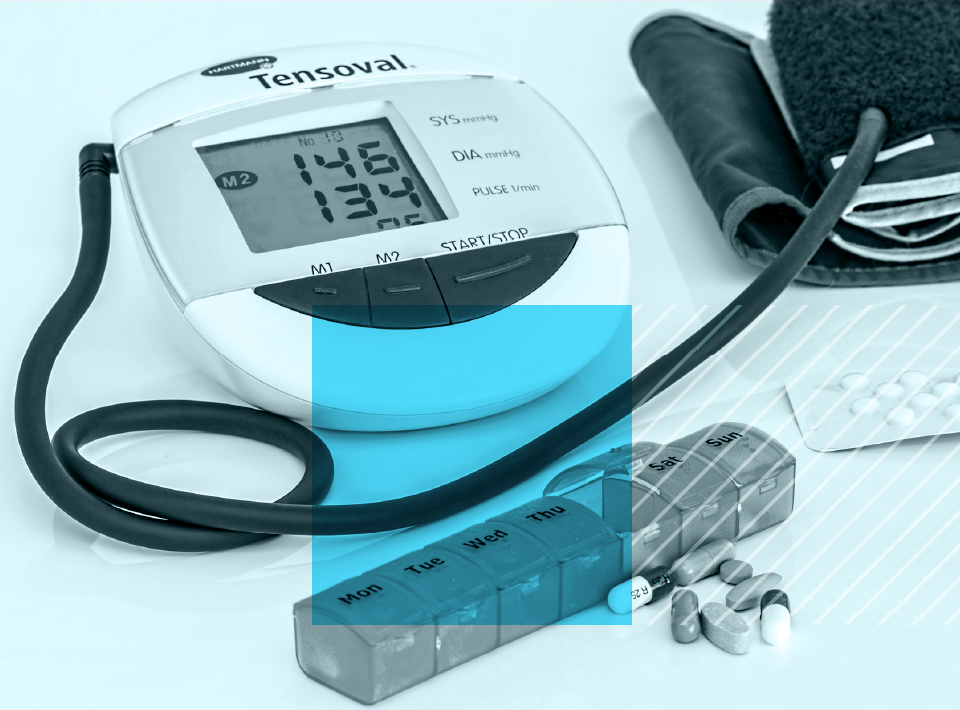 HARTMANN
Tensoval®
SYS mmHg
DIA mmHg
PULSE 1/min
No. 10
M2
146
134
M1 M2 START/STOP
Mon Tue Wed Thu Sat Sun